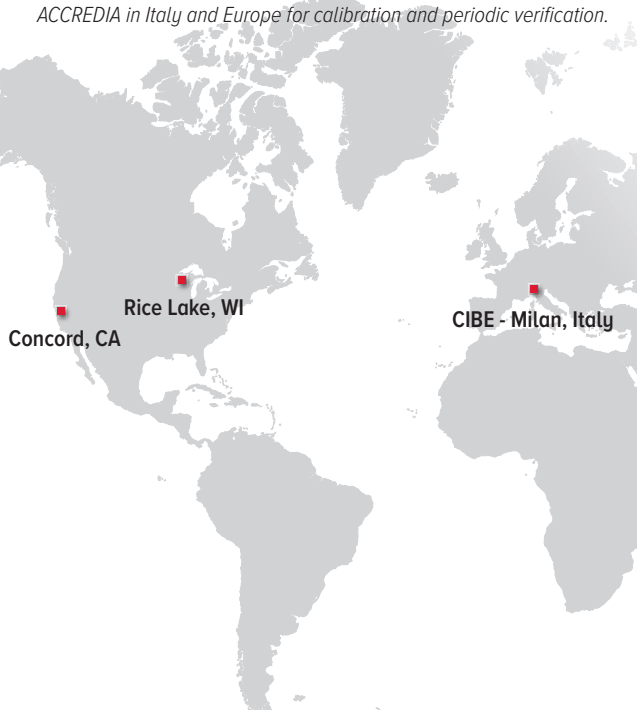 ACCREDIA in Italy and Europe for calibration and periodic verification.
Rice Lake, WI
Concord, CA
CIBE - Milan, Italy